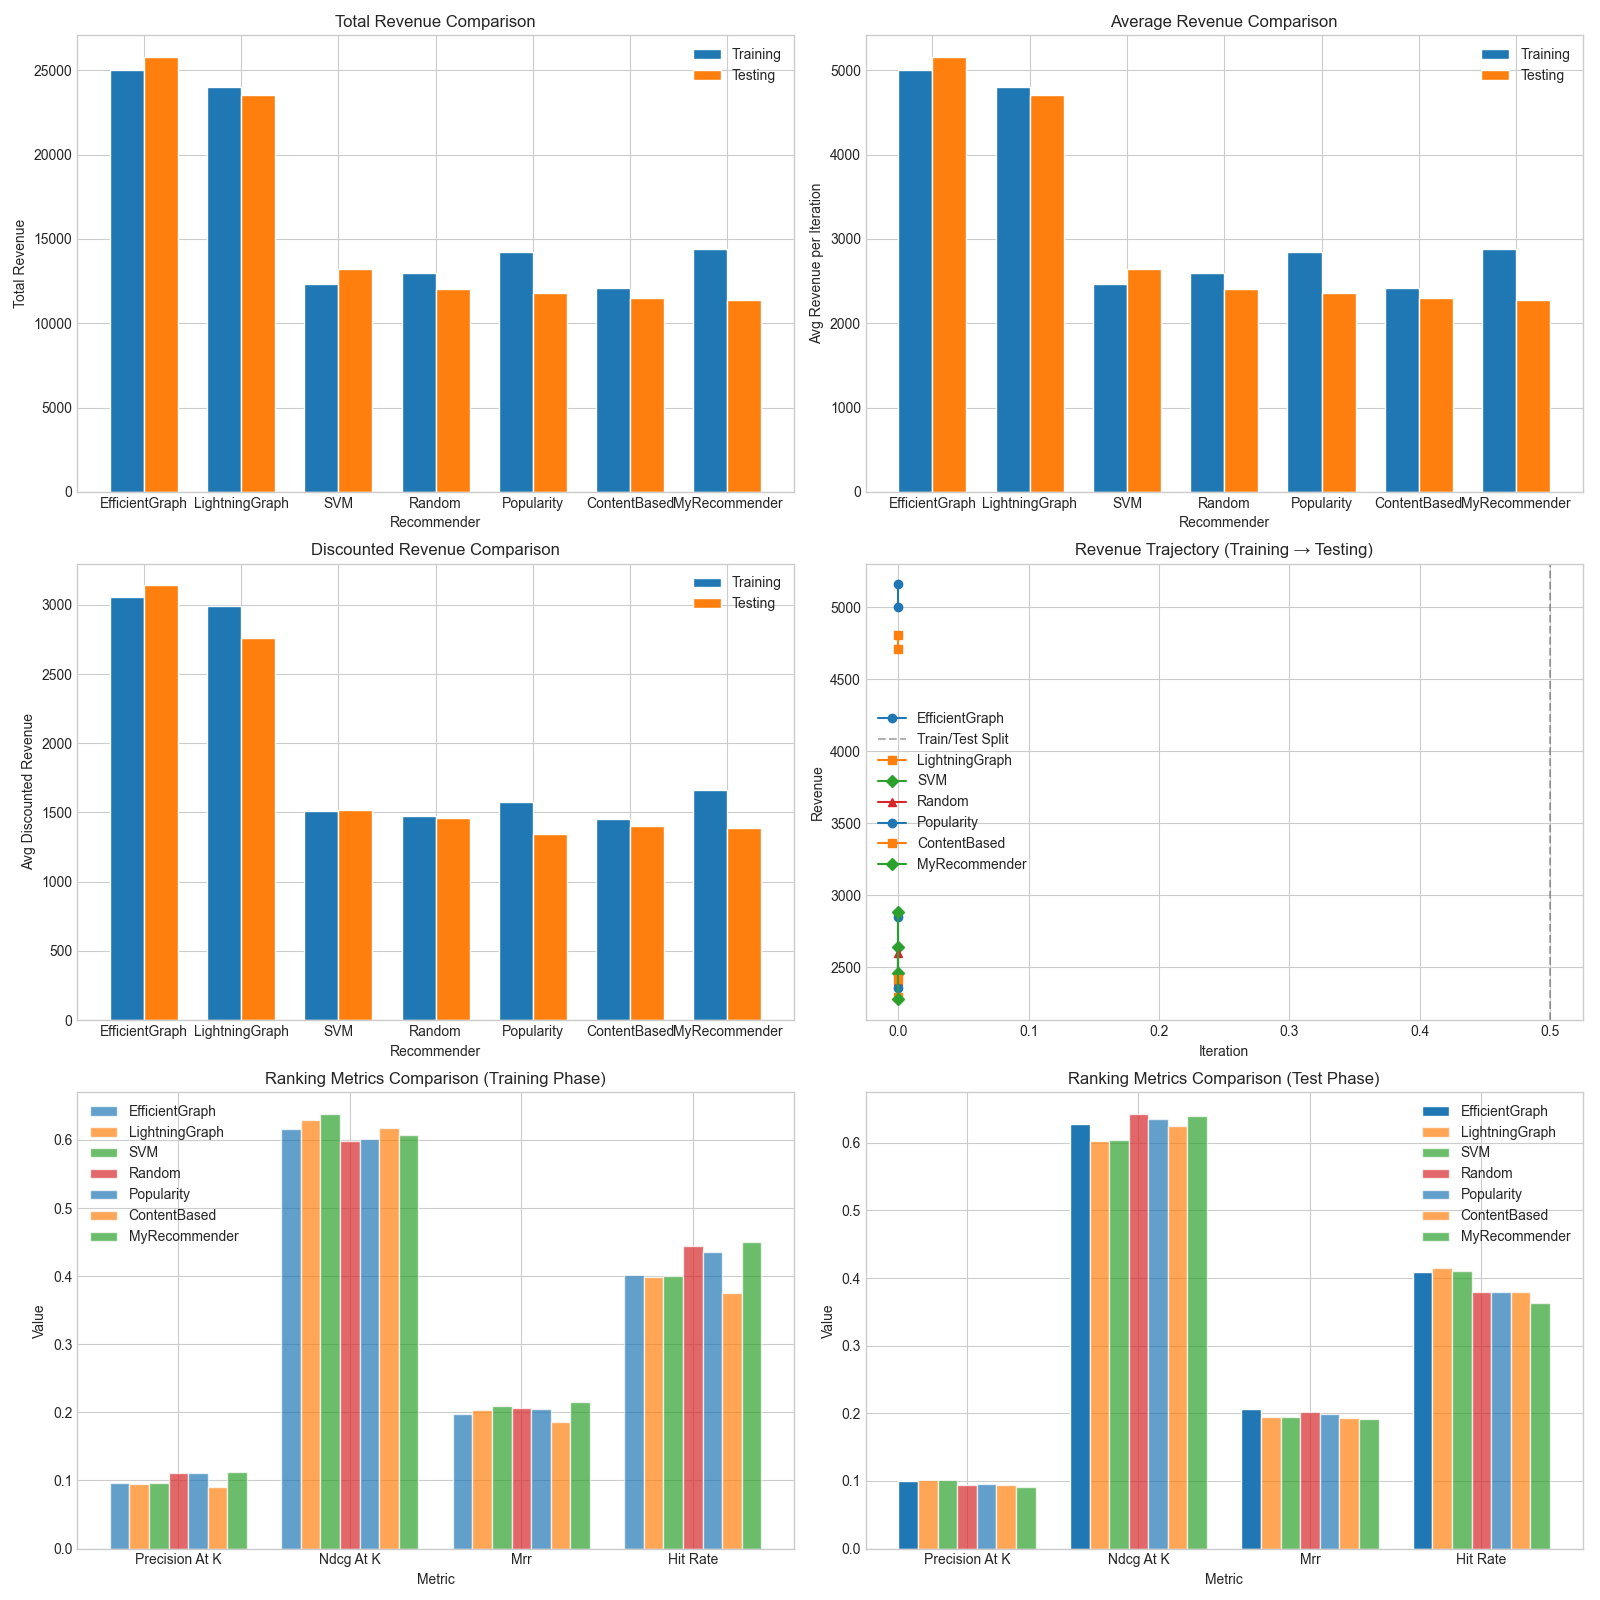 Total Revenue Comparison
Total Revenue
25000
20000
15000
10000
5000
0
Training
Testing
EfficientGraph LightningGraph SVM Random Popularity ContentBased MyRecommender
Recommender
Average Revenue Comparison
Avg Revenue per Iteration
5000
4000
3000
2000
1000
0
Training
Testing
EfficientGraph LightningGraph SVM Random Popularity ContentBased MyRecommender
Recommender
Discounted Revenue Comparison
Avg Discounted Revenue
3000
2500
2000
1500
1000
500
0
Training
Testing
EfficientGraph LightningGraph SVM Random Popularity ContentBased MyRecommender
Recommender
Revenue Trajectory (Training → Testing)
Revenue
5000
4500
4000
3500
3000
2500
EfficientGraph
Train/Test Split
LightningGraph
SVM
Random
Popularity
ContentBased
MyRecommender
0.0 0.1 0.2 0.3 0.4 0.5
Iteration
Ranking Metrics Comparison (Training Phase)
Value
0.6
0.5
0.4
0.3
0.2
0.1
0.0
EfficientGraph
LightningGraph
SVM
Random
Popularity
ContentBased
MyRecommender
Precision At K Ndcg At K Mrr Hit Rate
Metric
Ranking Metrics Comparison (Test Phase)
Value
0.6
0.5
0.4
0.3
0.2
0.1
0.0
EfficientGraph
LightningGraph
SVM
Random
Popularity
ContentBased
MyRecommender
Precision At K Ndcg At K Mrr Hit Rate
Metric